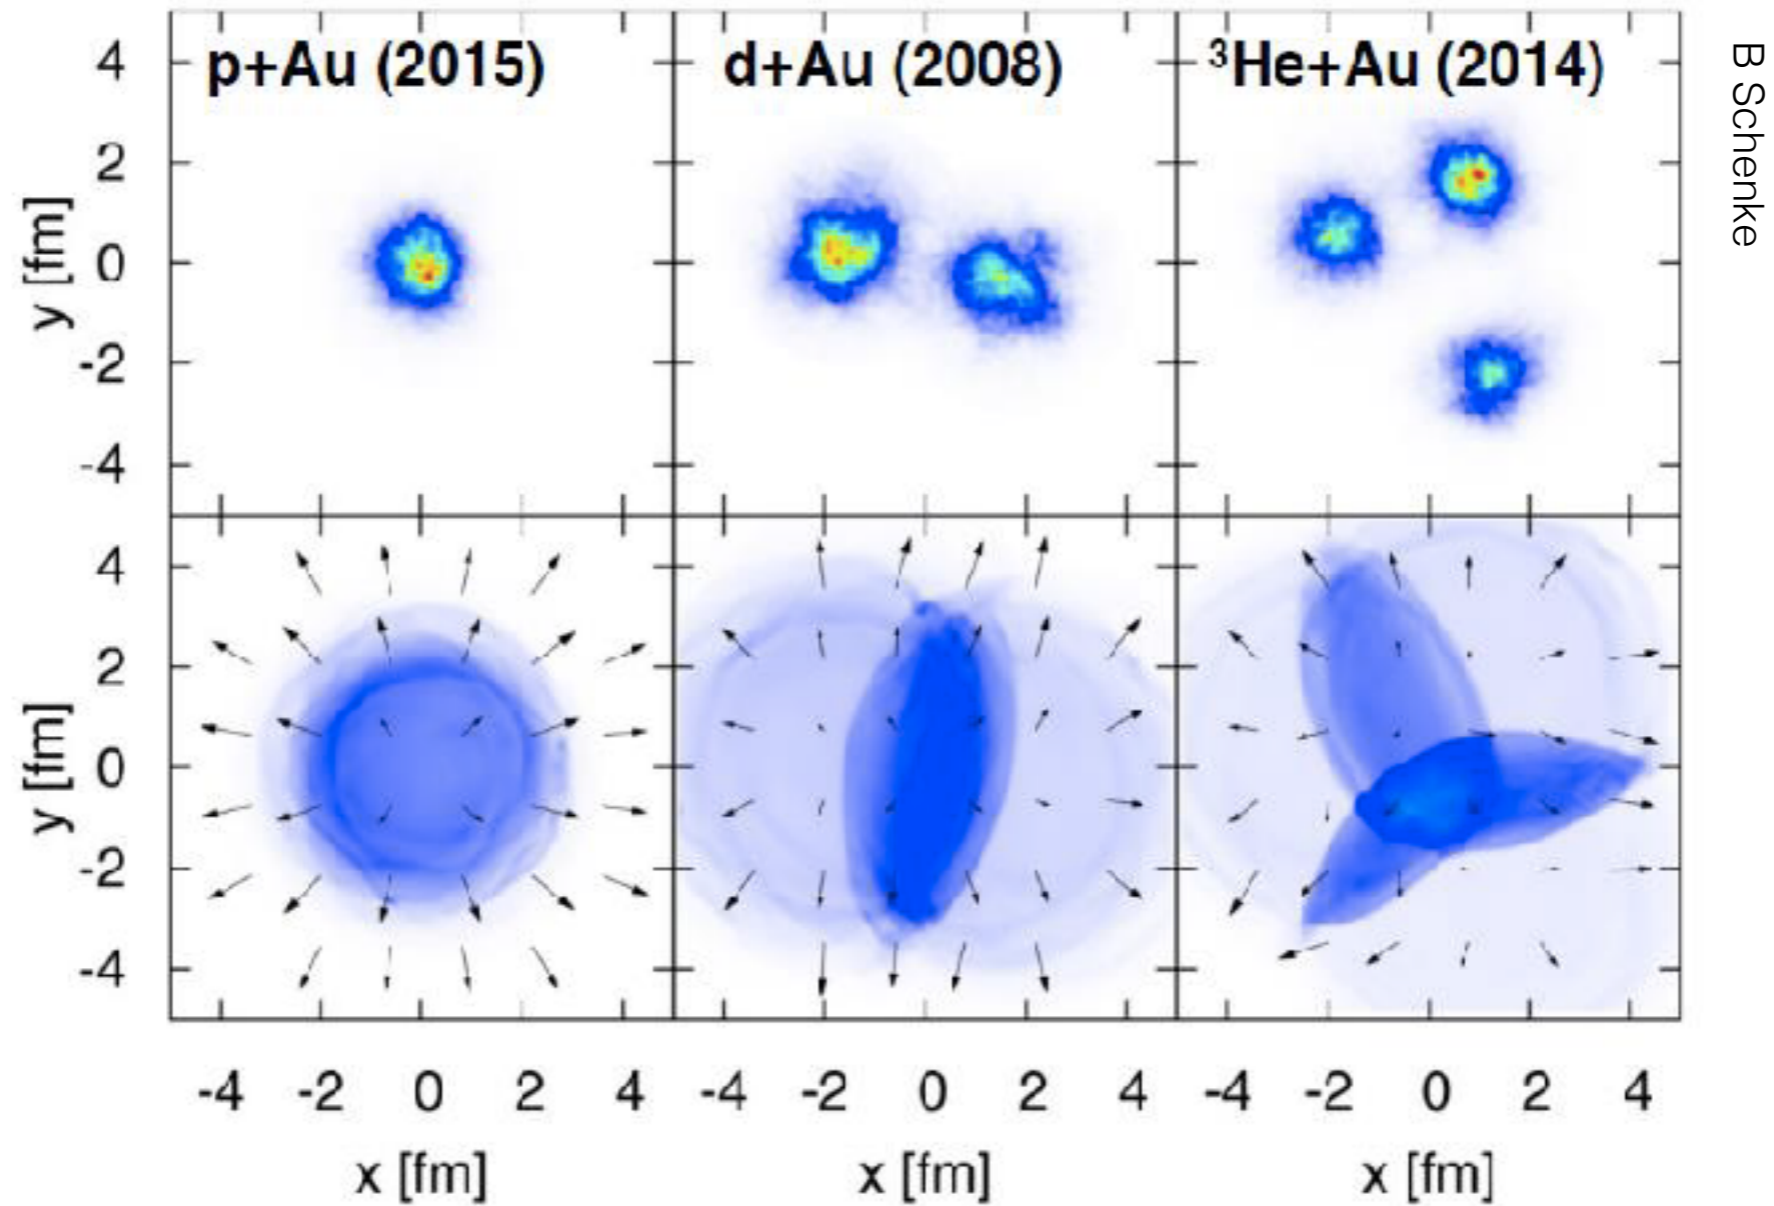 p+Au (2015)
d+Au (2008)
³He+Au (2014)
B Schenke
4
2
0
-2
-4
y [fm]
4
2
0
-2
-4
y [fm]
-4 -2 0 2 4
-4 -2 0 2 4
-4 -2 0 2 4
x [fm]
x [fm]
x [fm]